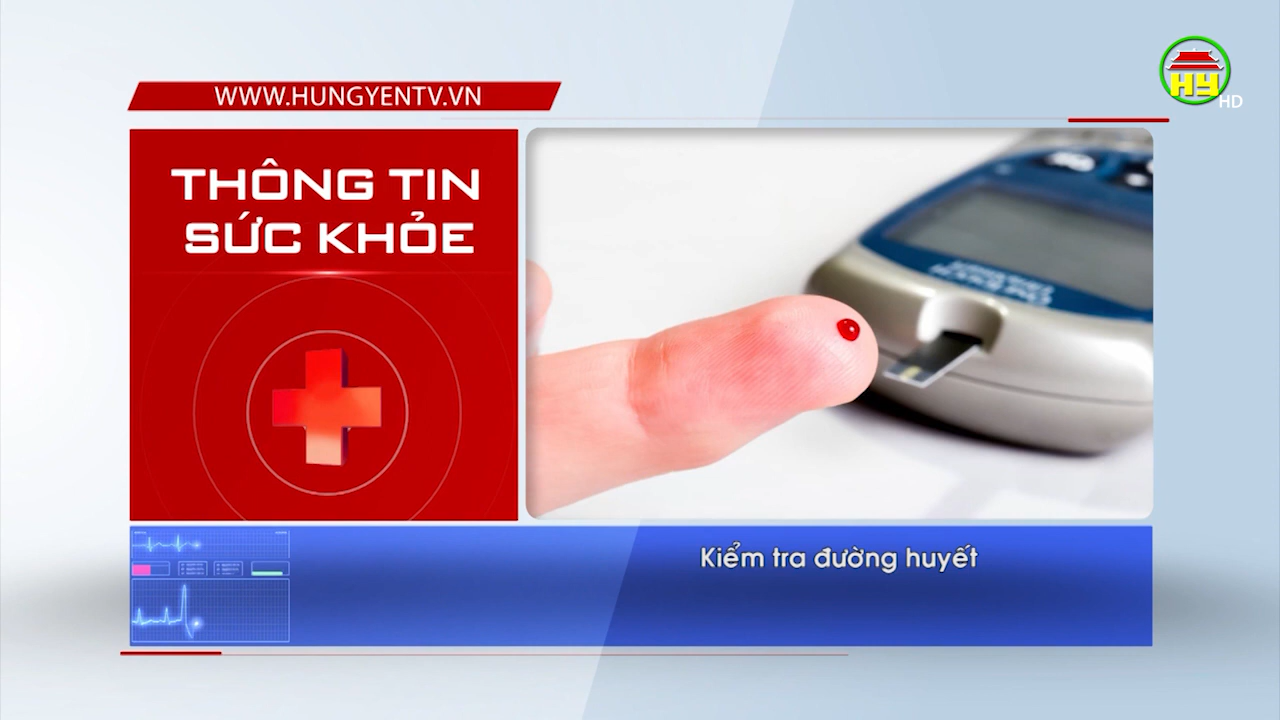 WWW.HUNGYENTV.VN
HY
HD
THÔNG TIN
SỨC KHỎE
Kiểm tra đường huyết